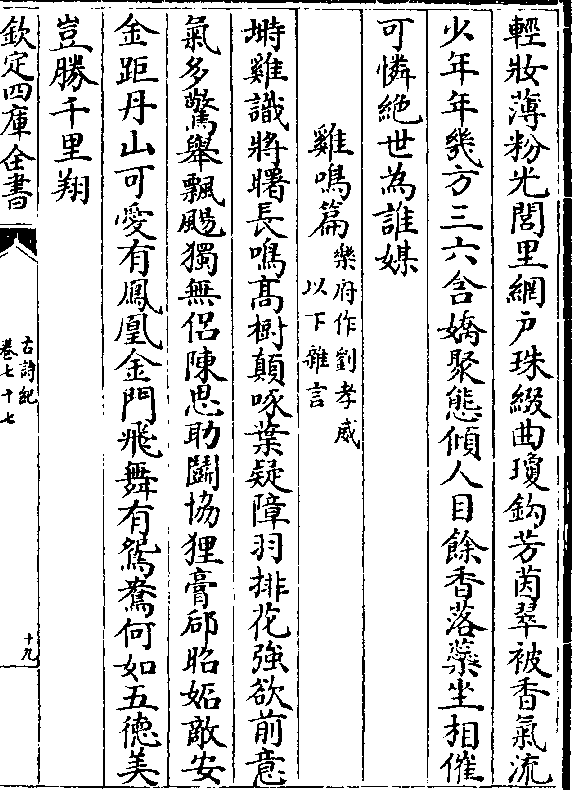 輕妝薄粉光閭里網戸珠綴曲瓊鈎芳茵翠被香氣流
少年年幾方三六含嬌聚態傾人目餘香落蘂坐相催
可憐絶世為誰媒
雞鳴篇樂府作劉孝威以下雜言
塒雞識將曙長鳴髙樹顛啄葉疑障羽排花強欲前意
氣多驚舉飄颺獨無侶陳思助鬭協狸膏郈昭妬敵安
金距丹山可愛有鳳凰金門飛舞有鴛鴦何如五徳美
豈勝千里翔
欽定四庫全書
古詩紀
卷七十七
十九